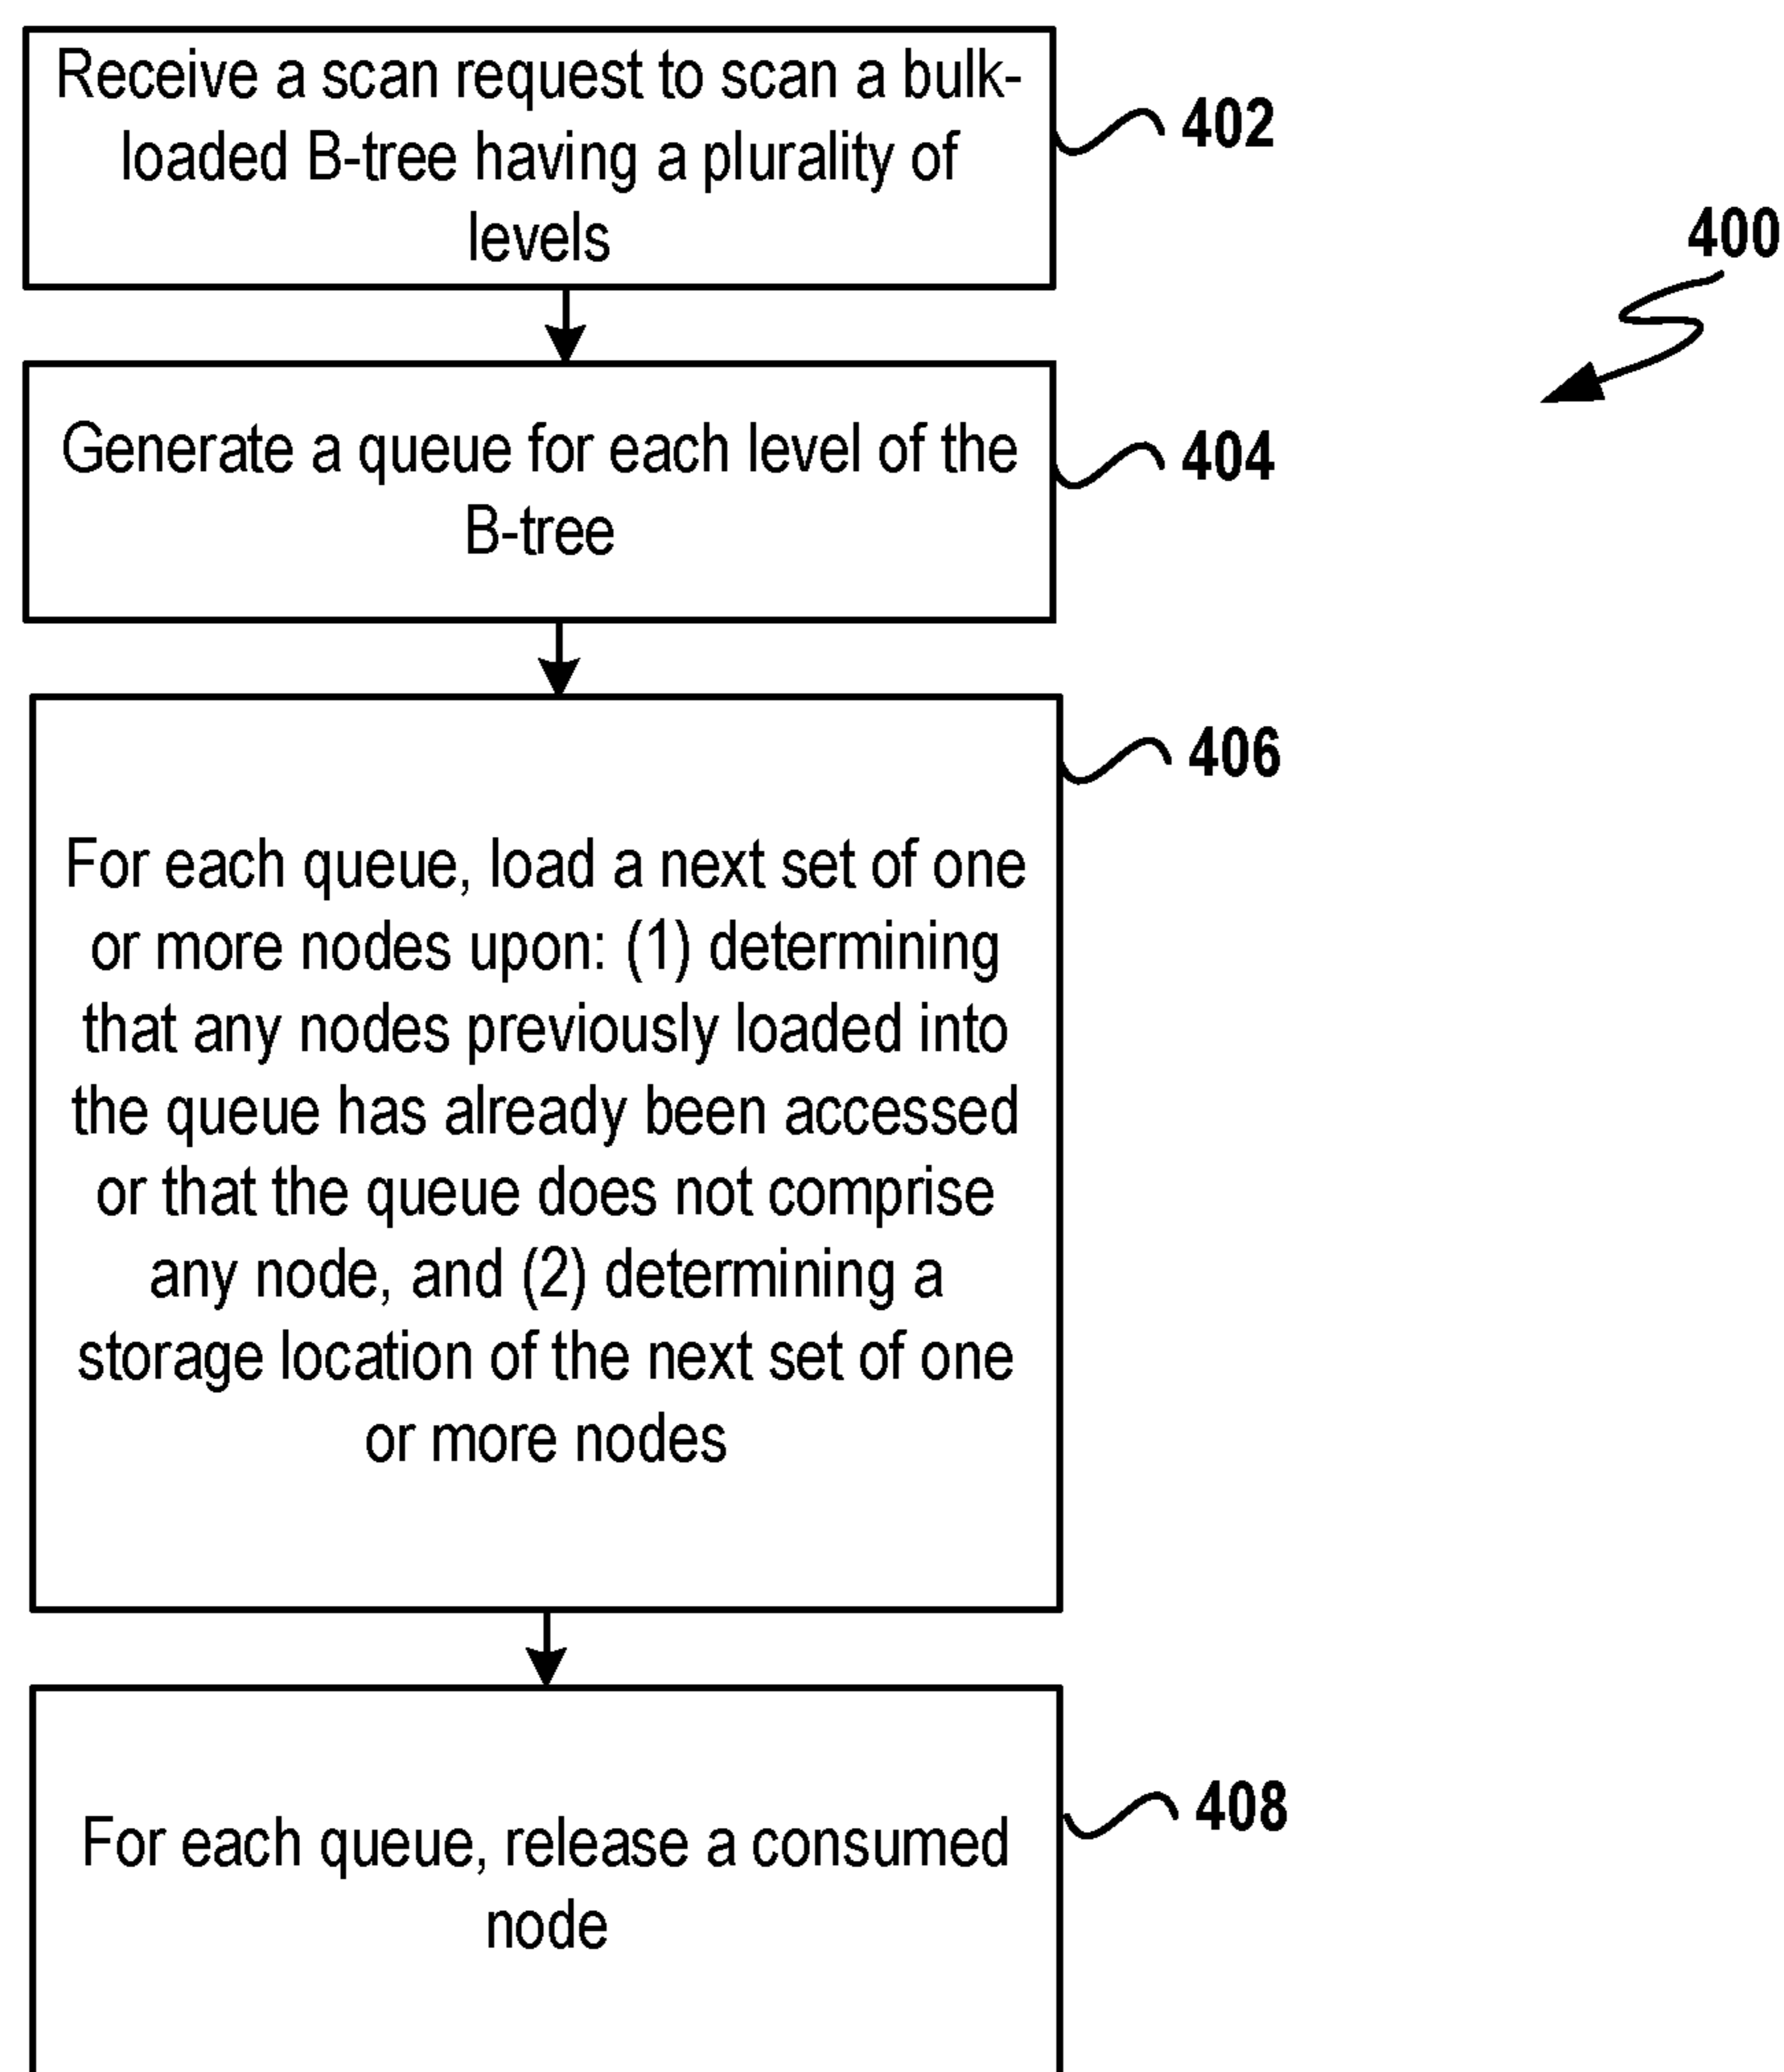 Receive a scan request to scan a bulk-
loaded B-tree having a plurality of
levels
402
400
Generate a queue for each level of the
B-tree
404
406
For each queue, load a next set of one
or more nodes upon: (1) determining
that any nodes previously loaded into
the queue has already been accessed
or that the queue does not comprise
any node, and (2) determining a
storage location of the next set of one
or more nodes
For each queue, release a consumed
node
408